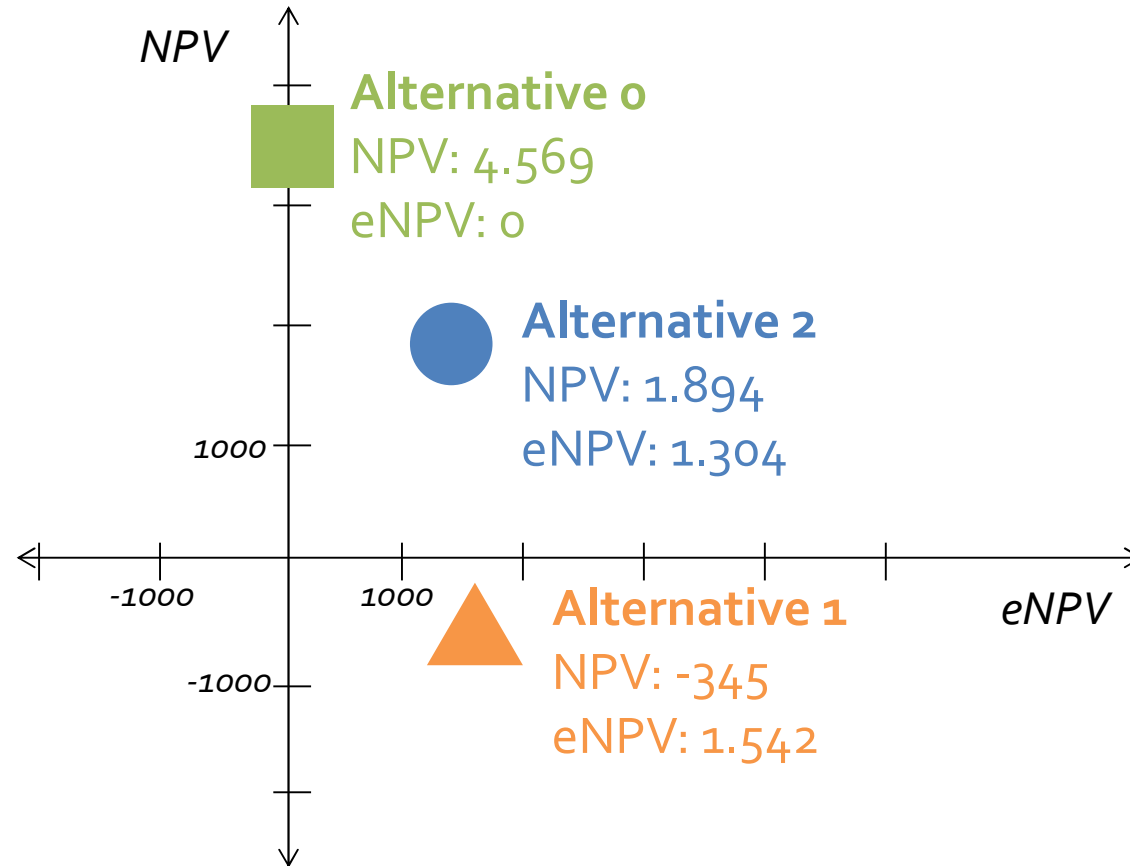 NPV
Alternative 0
NPV: 4.569
eNPV: 0
Alternative 2
NPV: 1.894
eNPV: 1.304
1000
-1000
1000
eNPV
Alternative 1
NPV: -345
eNPV: 1.542
-1000